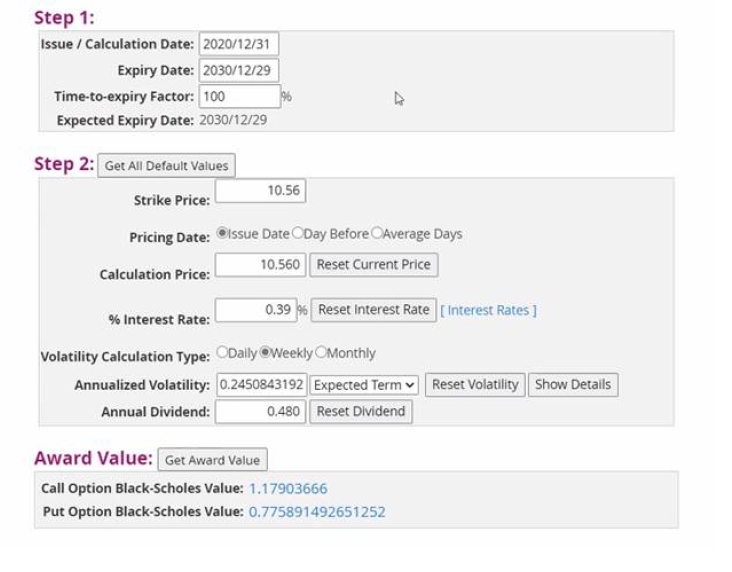 Step 1:
Issue / Calculation Date: 2020/12/31
Expiry Date: 2030/12/29
Time-to-expiry Factor: 100 %
Expected Expiry Date: 2030/12/29
Step 2: Get All Default Values
Strike Price: 10.56
Pricing Date: Issue Date Day Before Average Days
Calculation Price: 10.560 Reset Current Price
% Interest Rate: 0.39 % Reset Interest Rate [ Interest Rates ]
Volatility Calculation Type: Daily Weekly Monthly
Annualized Volatility: 0.2450843192 Expected Term Reset Volatility Show Details
Annual Dividend: 0.480 Reset Dividend
Award Value: Get Award Value
Call Option Black-Scholes Value: 1.17903666
Put Option Black-Scholes Value: 0.775891492651252